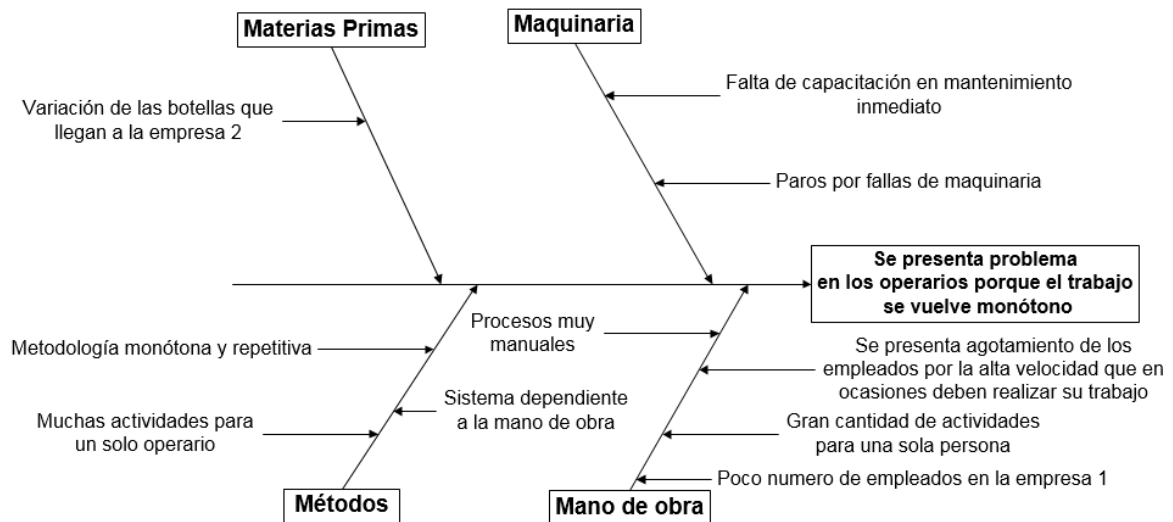 Materias Primas
Maquinaria
Variación de las botellas que
llegan a la empresa 2
Falta de capacitación en mantenimiento
inmediato
Paros por fallas de maquinaria
Se presenta problema
en los operarios porque el trabajo
se vuelve monótono
Metodología monótona y repetitiva
Muchas actividades para
un solo operario
Sistema dependiente
a la mano de obra
Procesos muy
manuales
Se presenta agotamiento de los
empleados por la alta velocidad que en
ocasiones deben realizar su trabajo
Gran cantidad de actividades
para una sola persona
Poco numero de empleados en la empresa 1
Métodos
Mano de obra